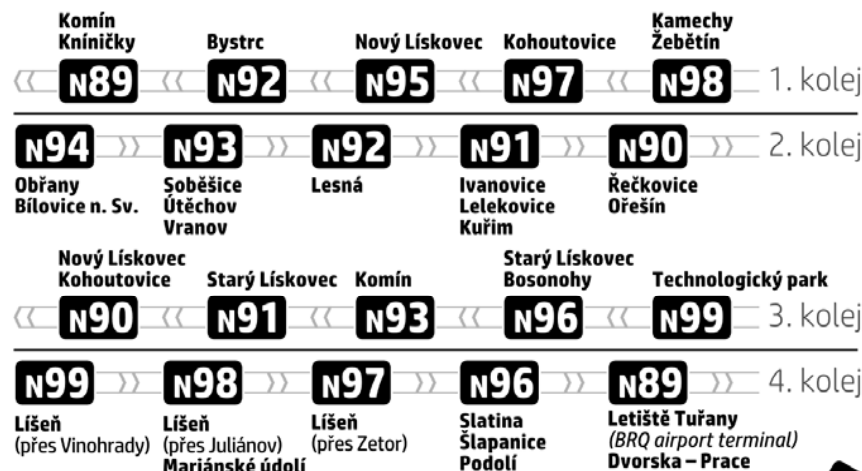 Komín Kamechy
Kníničky Bystrc Nový Lískovec Kohoutovice Žebětín
N89 N92 N95 N97 N98 1. kolej
N94 N93 N92 N91 N90 2. kolej
Obřany Soběšice Lesná Ivanovice Řečkovice
Bílovice n. Sv. Útěchov Lelekovice Ořešín
Vranov Kuřim
Nový Lískovec Starý Lískovec
Kohoutovice Starý Lískovec Komín Bosonohy Technologický park
N90 N91 N93 N96 N99 3. kolej
N99 N98 N97 N96 N89 4. kolej
Líšeň Líšeň Líšeň Slatina Letiště Tuřany
(přes Vinohrady) (přes Juliánov) (přes Zetor) Šlapanice (BRQ airport terminal)
Mariánské údolí Podolí Dvorska – Prace